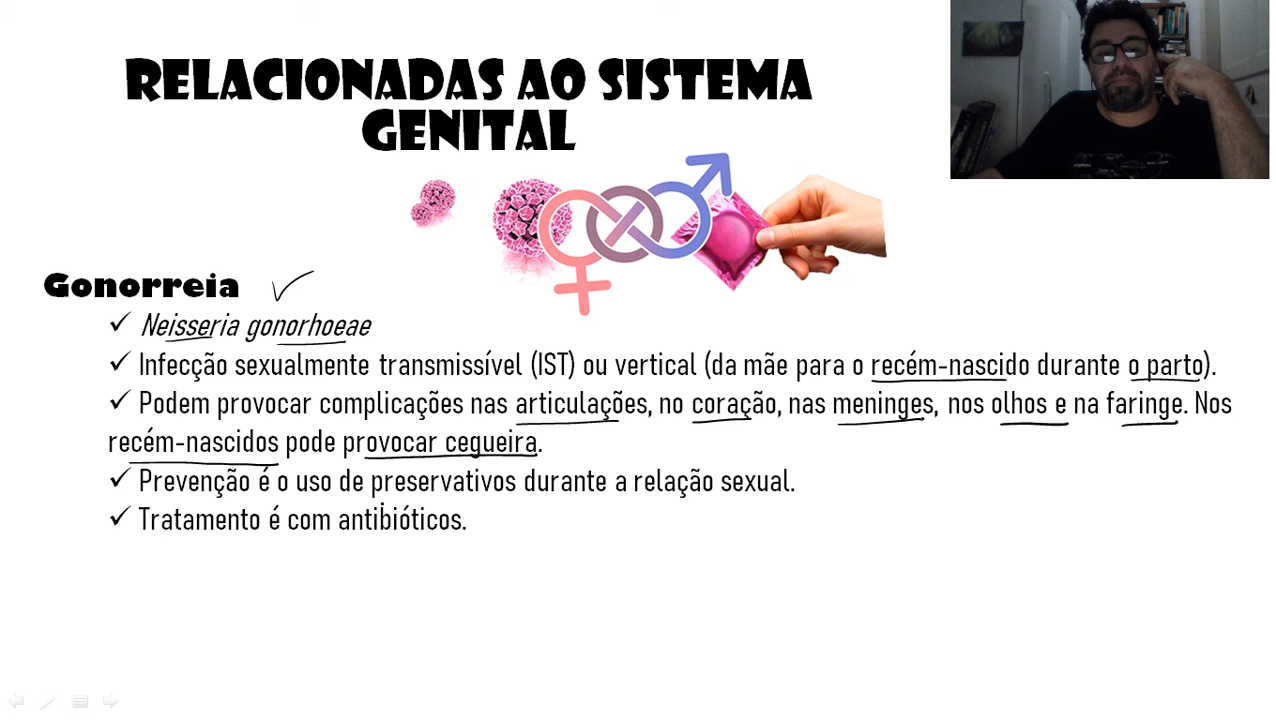 RELACIONADAS AO SISTEMA
GENITAL
Gonorreia
✓ Neisseria gonorhoeae
✓ Infecção sexualmente transmissível (IST) ou vertical (da mãe para o recém-nascido durante o parto).
✓ Podem provocar complicações nas articulações, no coração, nas meninges, nos olhos e na faringe. Nos
recém-nascidos pode provocar cegueira.
✓ Prevenção é o uso de preservativos durante a relação sexual.
✓ Tratamento é com antibióticos.